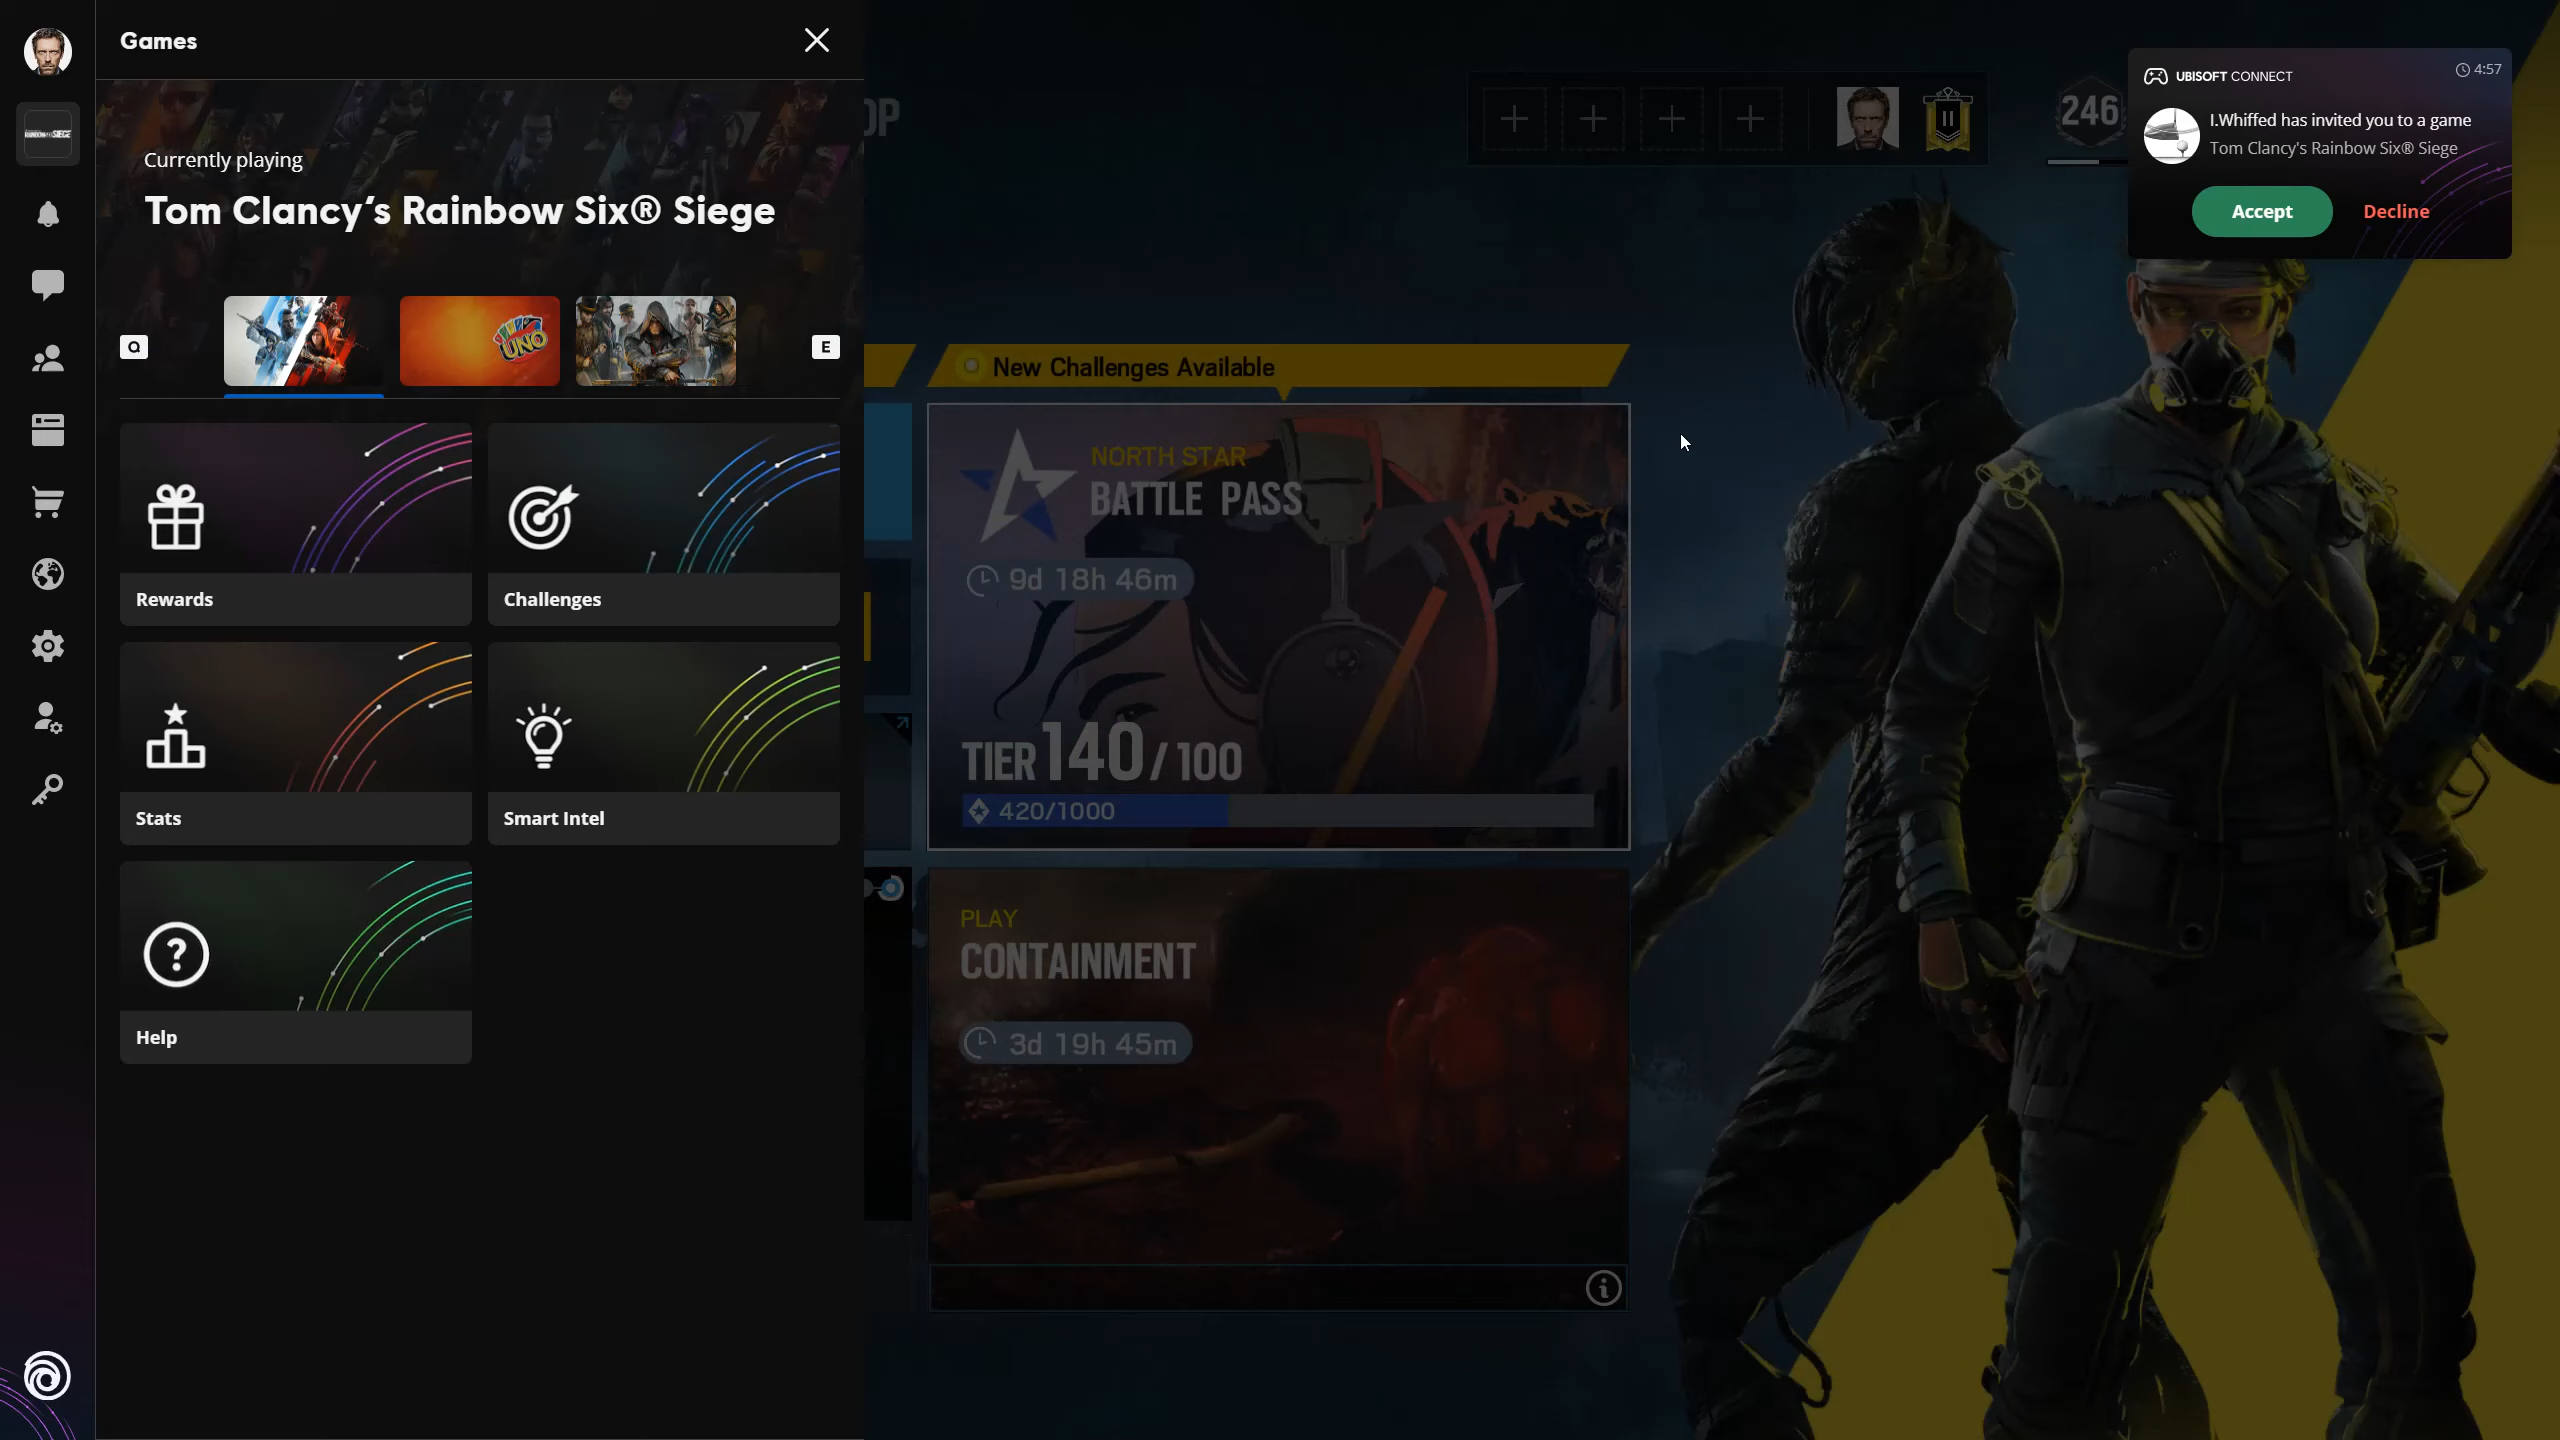 Games
Currently playing
Tom Clancy's Rainbow Six® Siege
Q
UNO
E
Rewards
Challenges
Stats
Smart Intel
Help
246
UBISOFT CONNECT
4:57
I.Whiffed has invited you to a game
Tom Clancy's Rainbow Six® Siege
Accept
Decline
New Challenges Available
NORTH STAR
BATTLE PASS
9d 18h 46m
TIER 140 / 100
420/1000
PLAY
CONTAINMENT
3d 19h 45m